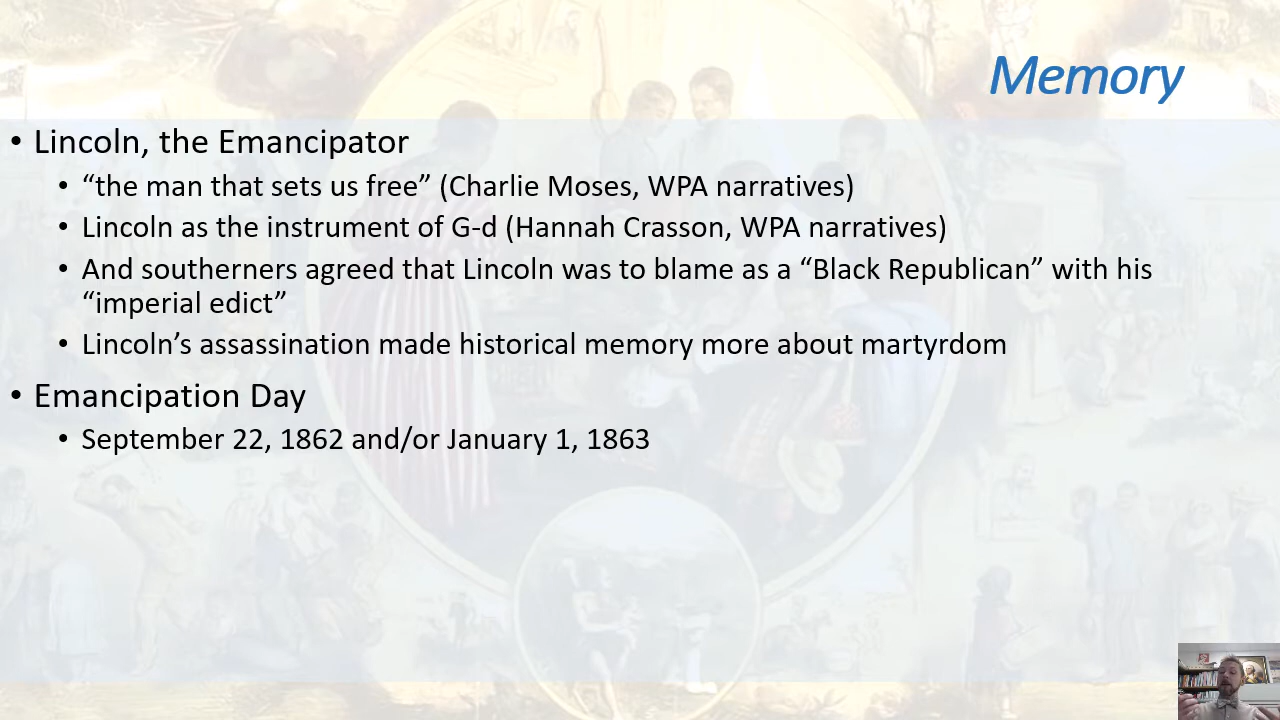 Memory
• Lincoln, the Emancipator
• “the man that sets us free” (Charlie Moses, WPA narratives)
• Lincoln as the instrument of G-d (Hannah Crasson, WPA narratives)
• And southerners agreed that Lincoln was to blame as a “Black Republican” with his
“imperial edict”
• Lincoln’s assassination made historical memory more about martyrdom
• Emancipation Day
• September 22, 1862 and/or January 1, 1863